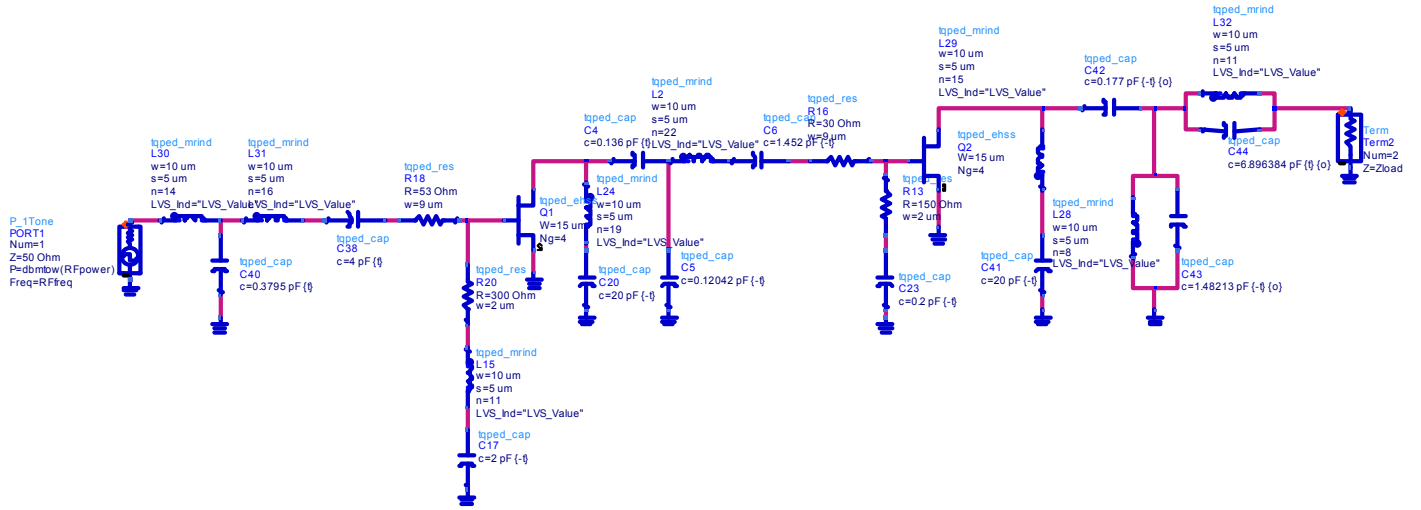 P_1Tone
PORT1
Num=1
Z=50 Ohm
P=dbmtow(RFpower)
Freq=RFfreq
tqped_mrind
L30
w=10 um
s=5 um
n=14
LVS_Ind="LVS_Value"
tqped_cap
C40
c=0.3795 pF {t}
tqped_mrind
L31
w=10 um
s=5 um
n=16
LVS_Ind="LVS_Value"
tqped_cap
C38
c=4 pF {t}
tqped_res
R18
R=53 Ohm
w=9 um
tqped_res
R20
R=300 Ohm
w=2 um
tqped_mrind
L15
w=10 um
s=5 um
n=11
LVS_Ind="LVS_Value"
tqped_cap
C17
c=2 pF {-t}
tqped_ehss
Q1
W=15 um
Ng=4
S
tqped_cap
C4
c=0.136 pF {t}
tqped_mrind
L24
w=10 um
s=5 um
n=19
LVS_Ind="LVS_Value"
tqped_cap
C20
c=20 pF {-t}
tqped_mrind
L2
w=10 um
s=5 um
n=22
LVS_Ind="LVS_Value"
tqped_cap
C5
c=0.12042 pF {-t}
tqped_cap
C6
c=1.452 pF {-t}
tqped_res
R16
R=30 Ohm
w=9 um
tqped_res
R13
R=150 Ohm
w=2 um
tqped_cap
C23
c=0.2 pF {-t}
tqped_ehss
Q2
W=15 um
Ng=4
S
tqped_mrind
L29
w=10 um
s=5 um
n=15
LVS_Ind="LVS_Value"
tqped_cap
C41
c=20 pF {-t}
tqped_cap
C42
c=0.177 pF {-t} {o}
tqped_mrind
L28
w=10 um
s=5 um
n=8
LVS_Ind="LVS_Value"
tqped_cap
C43
c=1.48213 pF {-t} {o}
tqped_mrind
L32
w=10 um
s=5 um
n=11
LVS_Ind="LVS_Value"
tqped_cap
C44
c=6.896384 pF {t} {o}
Term
Term2
Num=2
Z=Zload